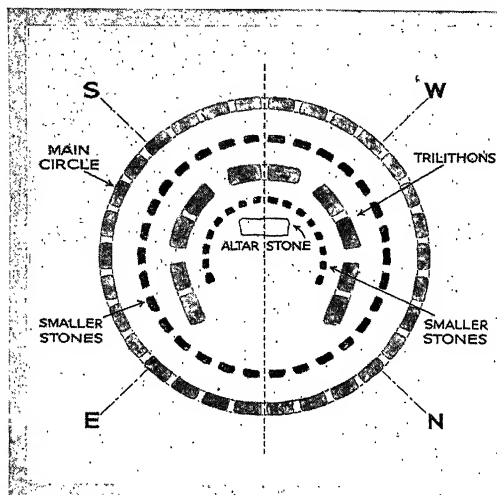 S
W
MAIN
CIRCLE
TRILITHONS
ALTAR STONE
SMALLER
STONES
SMALLER
STONES
E
N